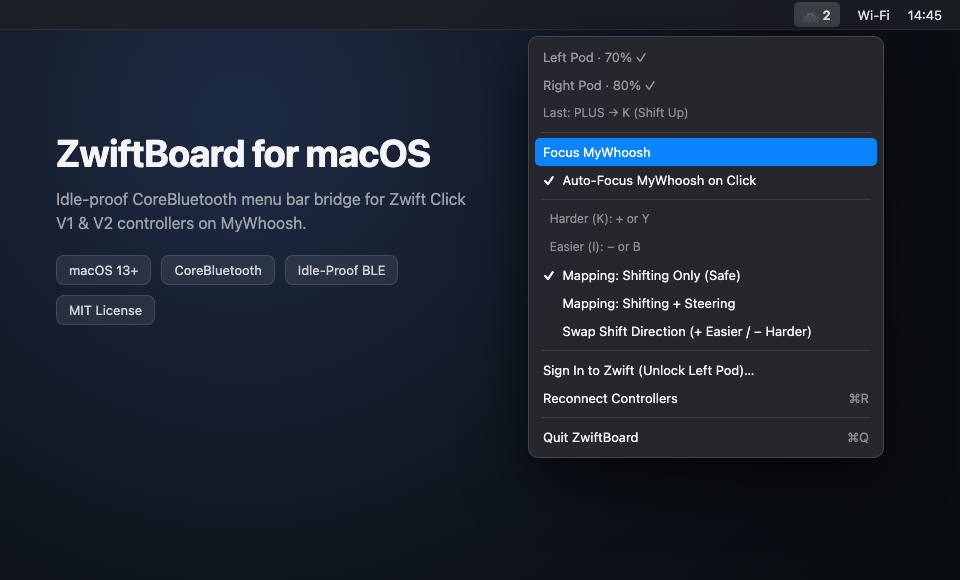 2 Wi-Fi 14:45
ZwiftBoard for macOS
Idle-proof CoreBluetooth menu bar bridge for Zwift Click
V1 & V2 controllers on MyWhoosh.
macOS 13+ CoreBluetooth Idle-Proof BLE
MIT License
Left Pod · 70% ✓
Right Pod · 80% ✓
Last: PLUS → K (Shift Up)
Focus MyWhoosh
✓ Auto-Focus MyWhoosh on Click
Harder (K): + or Y
Easier (I): − or B
✓ Mapping: Shifting Only (Safe)
Mapping: Shifting + Steering
Swap Shift Direction (+ Easier / − Harder)
Sign In to Zwift (Unlock Left Pod)...
Reconnect Controllers ⌘R
Quit ZwiftBoard ⌘Q